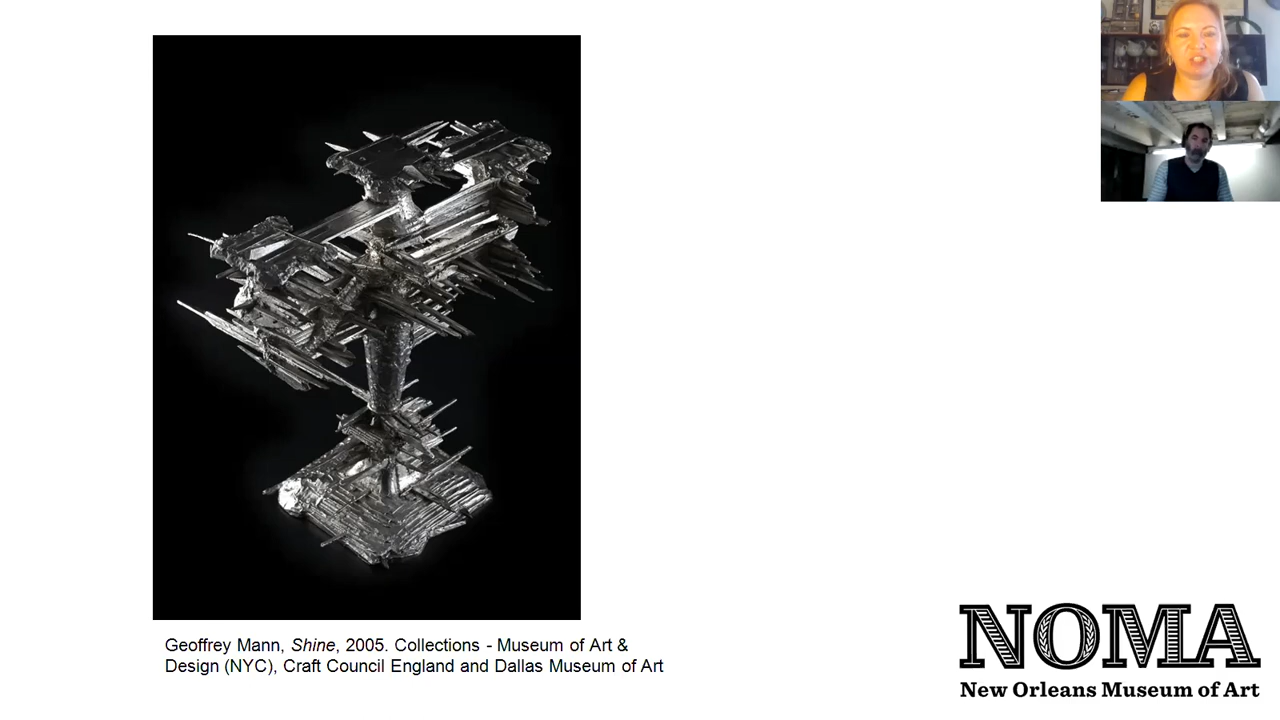 Geoffrey Mann, Shine, 2005. Collections - Museum of Art &
Design (NYC), Craft Council England and Dallas Museum of Art
NOMA
New Orleans Museum of Art